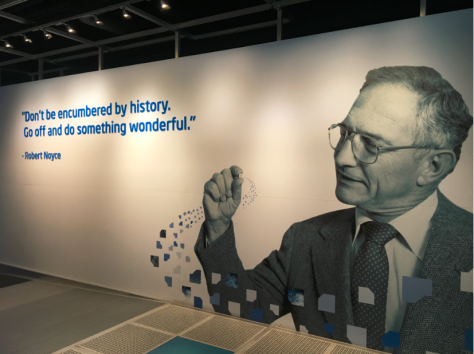 "Don't be encumbered by history.
Go off and do something wonderful."
- Robert Noyce